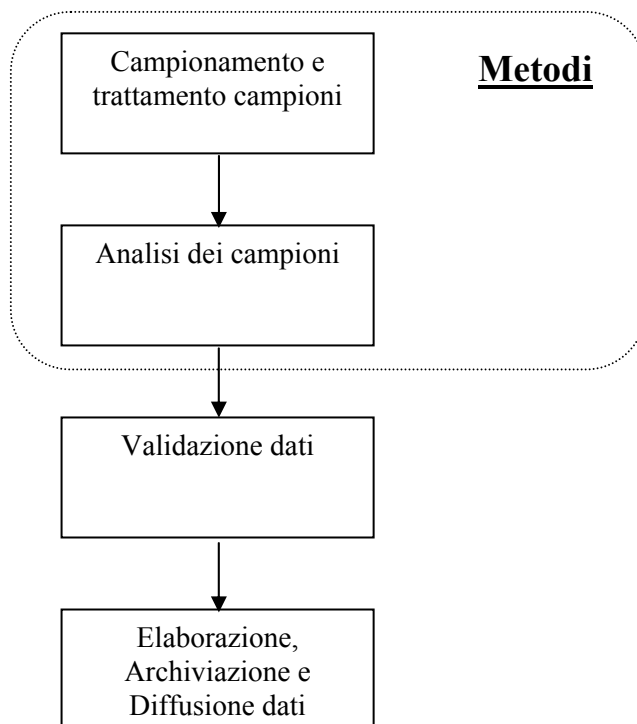 Campionamento e
trattamento campioni
Metodi
Analisi dei campioni
Validazione dati
Elaborazione,
Archiviazione e
Diffusione dati